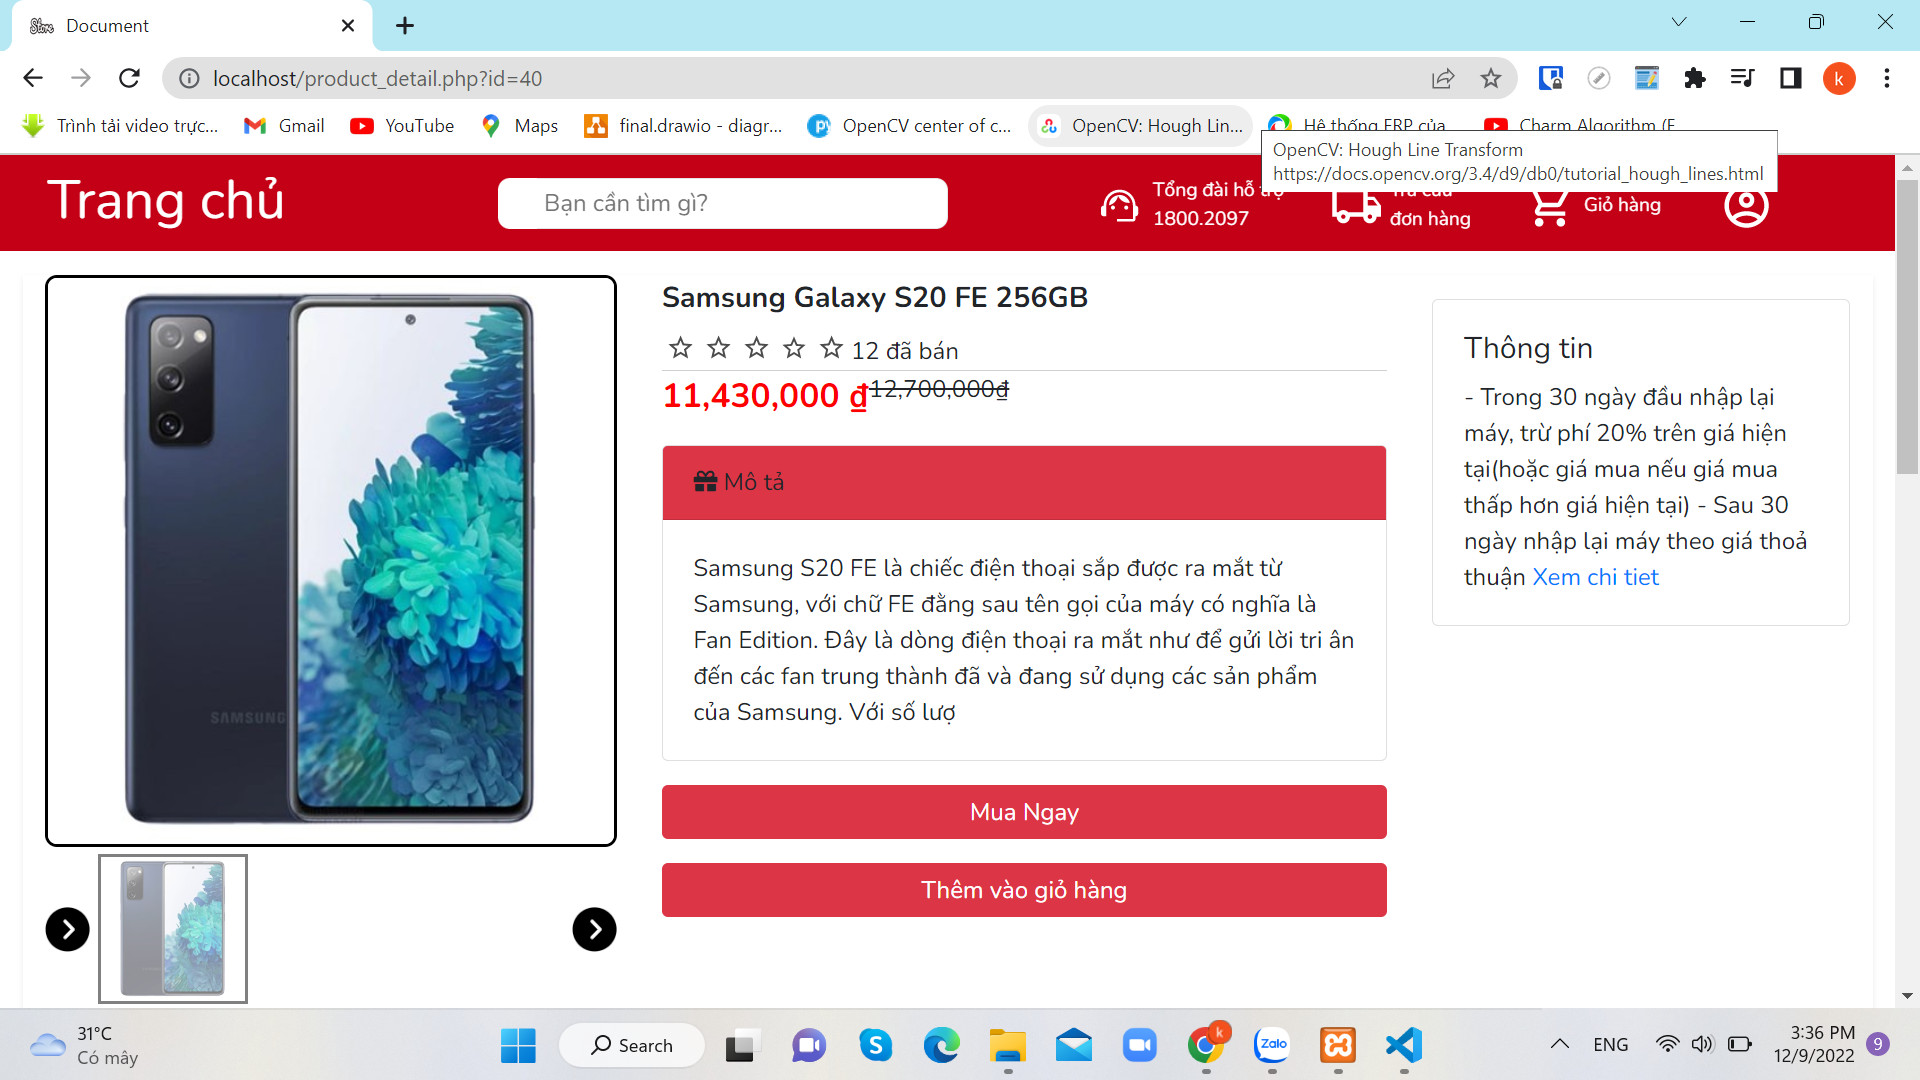 Store Document
localhost/product_detail.php?id=40
k
Trình tải video trực...
Gmail
YouTube
Maps
final.drawio - diagr...
OpenCV center of c...
OpenCV: Hough Lin...
Hệ thống ERP của
Charm Algorithm (F
OpenCV: Hough Line Transform
https://docs.opencv.org/3.4/d9/db0/tutorial_hough_lines.html
Trang chủ
Bạn cần tìm gì?
Tổng đài hỗ trợ
1800.2097
Tra cứu
đơn hàng
Giỏ hàng
SAMSUNG
Samsung Galaxy S20 FE 256GB
12 đã bán
11,430,000 ₫ 12,700,000₫
Mô tả
Samsung S20 FE là chiếc điện thoại sắp được ra mắt từ
Samsung, với chữ FE đằng sau tên gọi của máy có nghĩa là
Fan Edition. Đây là dòng điện thoại ra mắt như để gửi lời tri ân
đến các fan trung thành đã và đang sử dụng các sản phẩm
của Samsung. Với số lượ
Mua Ngay
Thêm vào giỏ hàng
Thông tin
- Trong 30 ngày đầu nhập lại
máy, trừ phí 20% trên giá hiện
tại(hoặc giá mua nếu giá mua
thấp hơn giá hiện tại) - Sau 30
ngày nhập lại máy theo giá thoả
thuận Xem chi tiet
31°C
Có mây
Search
k
Zalo
ENG
3:36 PM
12/9/2022
9